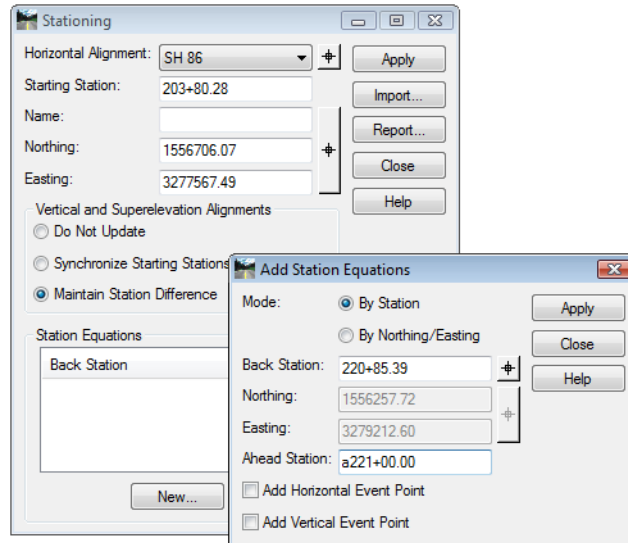 Stationing
Horizontal Alignment: SH 86
Apply
Starting Station: 203+80.28
Import...
Name:
Report...
Northing: 1556706.07
Close
Easting: 3277567.49
Help
Vertical and Superelevation Alignments
Do Not Update
Synchronize Starting Stations
Maintain Station Difference
Station Equations
Back Station
New...
Add Station Equations
Mode: By Station
Apply
By Northing/Easting
Close
Back Station: 220+85.39
Help
Northing: 1556257.72
Easting: 3279212.60
Ahead Station: a221+00.00
Add Horizontal Event Point
Add Vertical Event Point